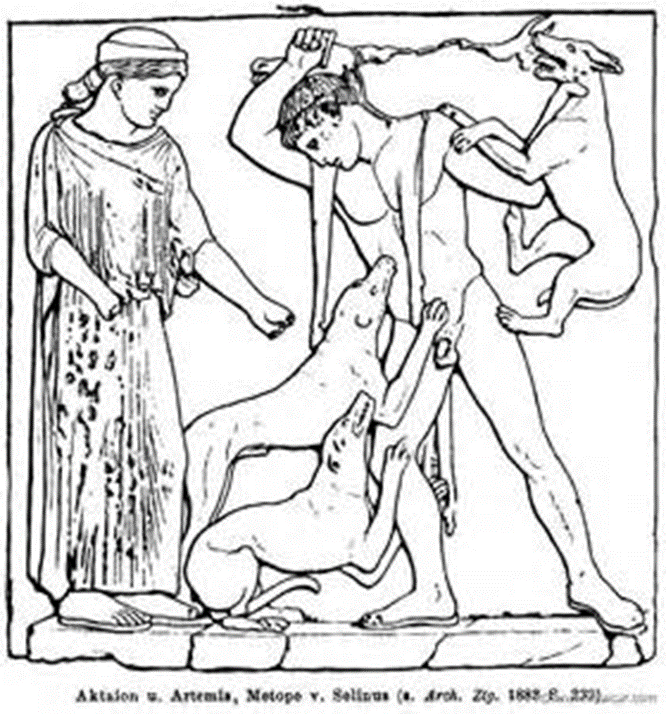 Aktaion u. Artemis, Metope v. Selinus (s. Arch. Ztg. 1883 S. 239)